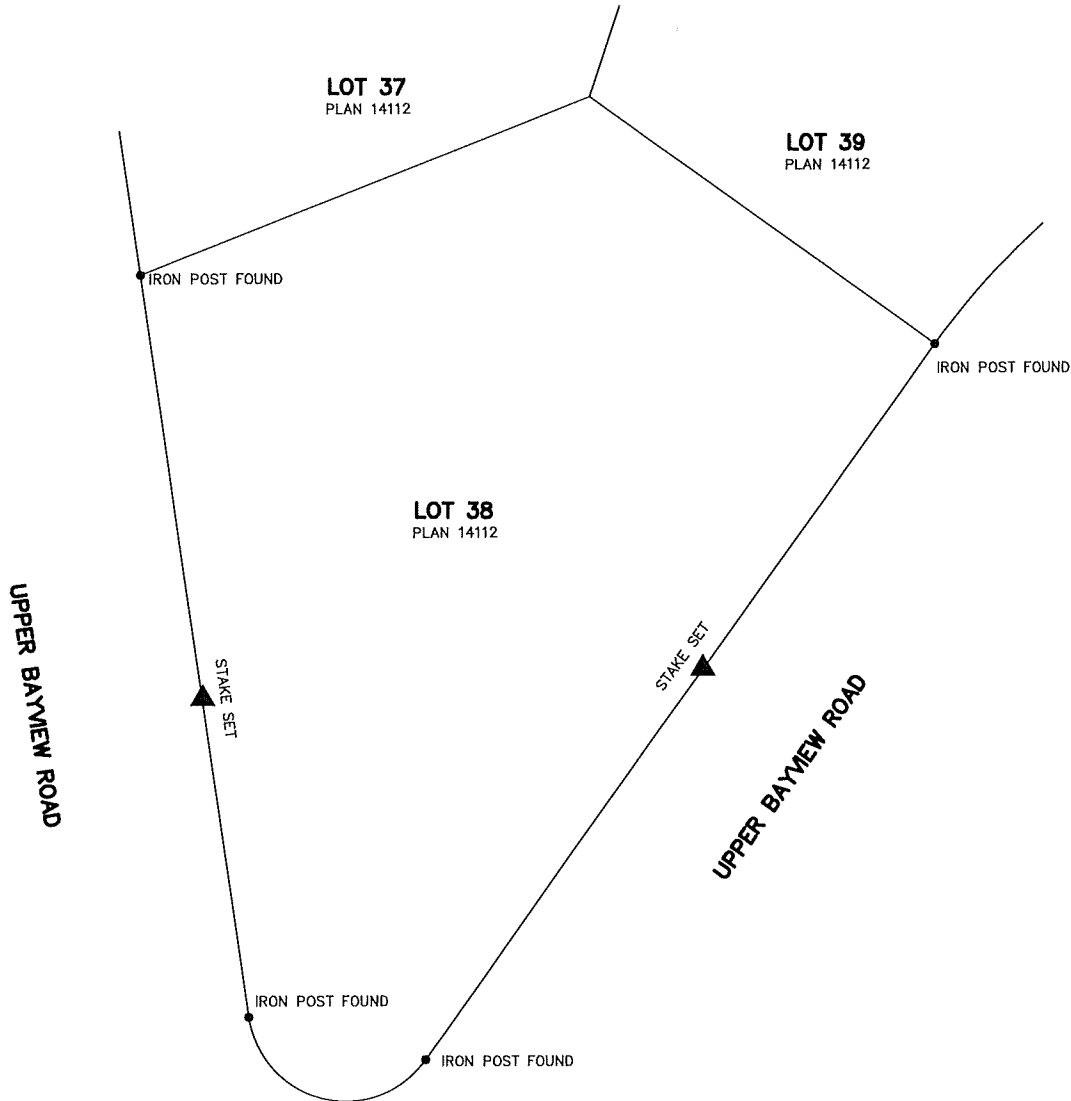 LOT 37
PLAN 14112
LOT 39
PLAN 14112
IRON POST FOUND
IRON POST FOUND
LOT 38
PLAN 14112
UPPER BAYVIEW ROAD
STAKE SET
STAKE SET
UPPER BAYVIEW ROAD
IRON POST FOUND
IRON POST FOUND